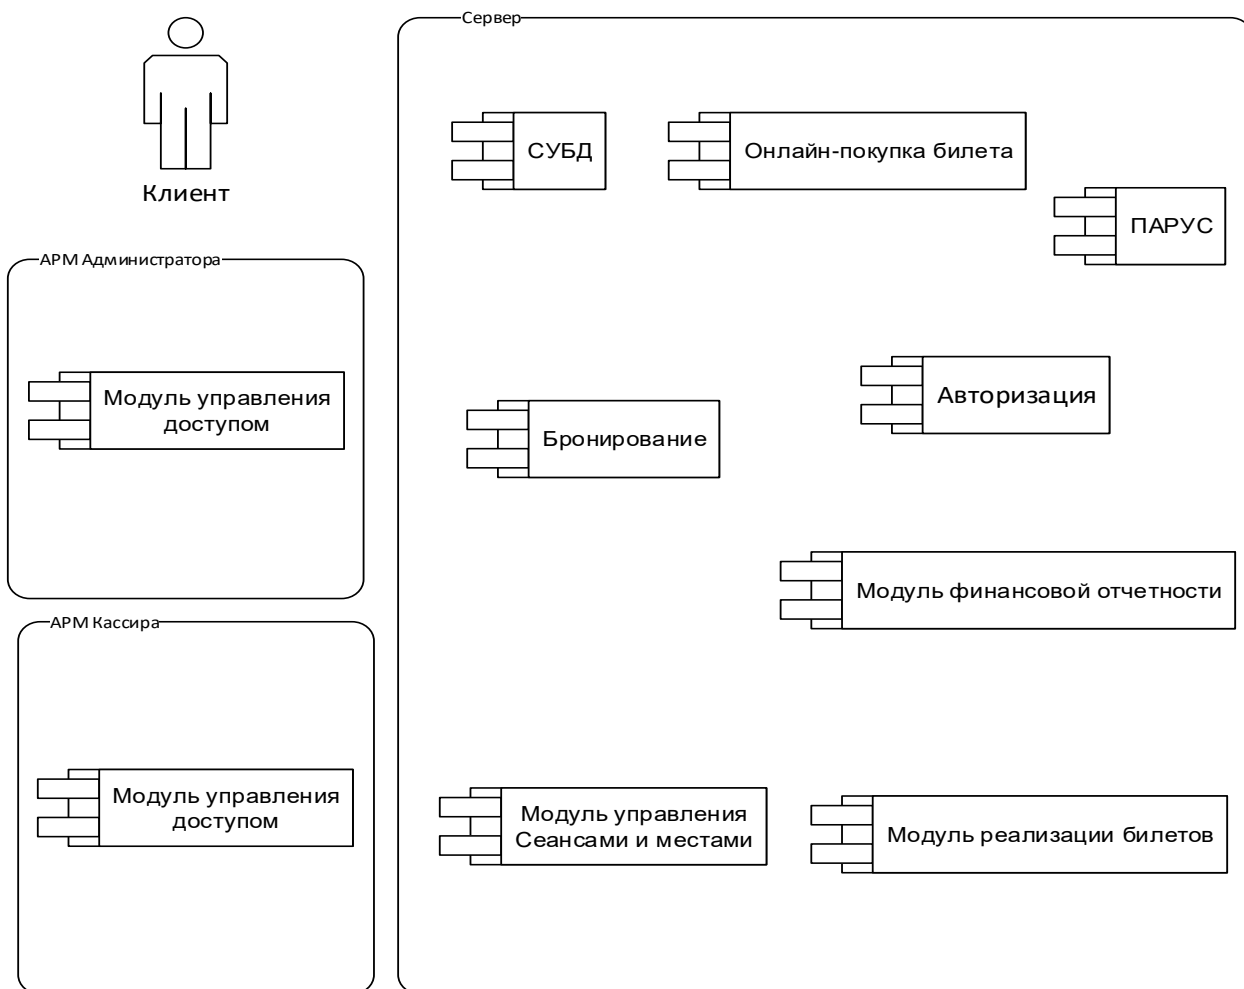 Сервер
СУБД
Онлайн-покупка билета
Клиент
ПАРУС
АРМ Администратора
Модуль управления
доступом
Авторизация
Бронирование
Модуль финансовой отчетности
АРМ Кассира
Модуль управления
доступом
Модуль управления
Сеансами и местами
Модуль реализации билетов